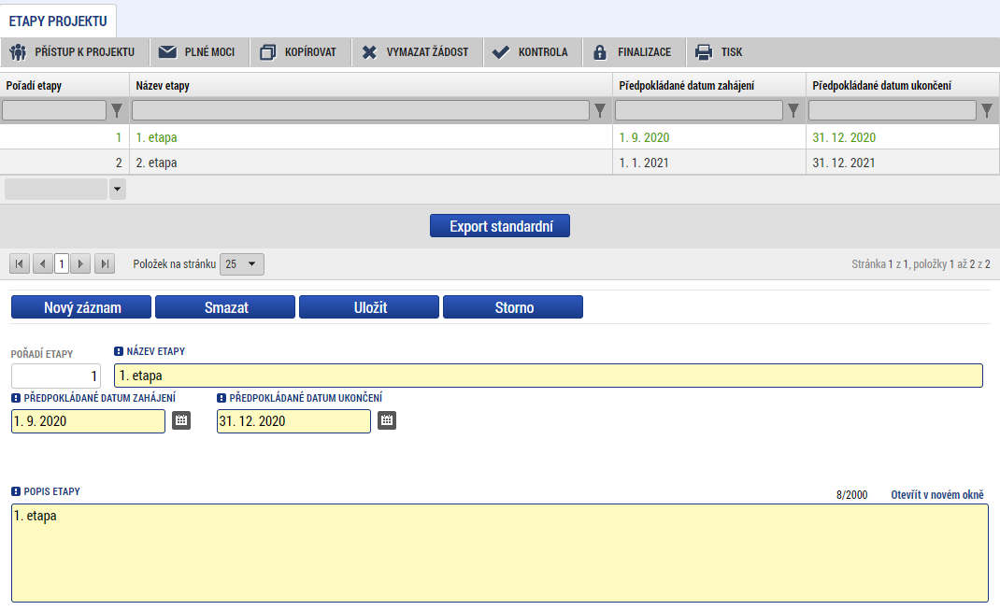 ETAPY PROJEKTU
PŘÍSTUP K PROJEKTU PLNÉ MOCI KOPÍROVAT VYMAZAT ŽÁDOST KONTROLA FINALIZACE TISK
Pořadí etapy Název etapy Předpokládané datum zahájení Předpokládané datum ukončení
1 1. etapa 1. 9. 2020 31. 12. 2020
2 2. etapa 1. 1. 2021 31. 12. 2021
Export standardní
1 Položek na stránku 25 Stránka 1 z 1, položky 1 až 2 z 2
Nový záznam Smazat Uložit Storno
POŘADÍ ETAPY NÁZEV ETAPY
1 1. etapa
PŘEDPOKLÁDANÉ DATUM ZAHÁJENÍ PŘEDPOKLÁDANÉ DATUM UKONČENÍ
1. 9. 2020 31. 12. 2020
POPIS ETAPY 8/2000 Otevřít v novém okně
1. etapa